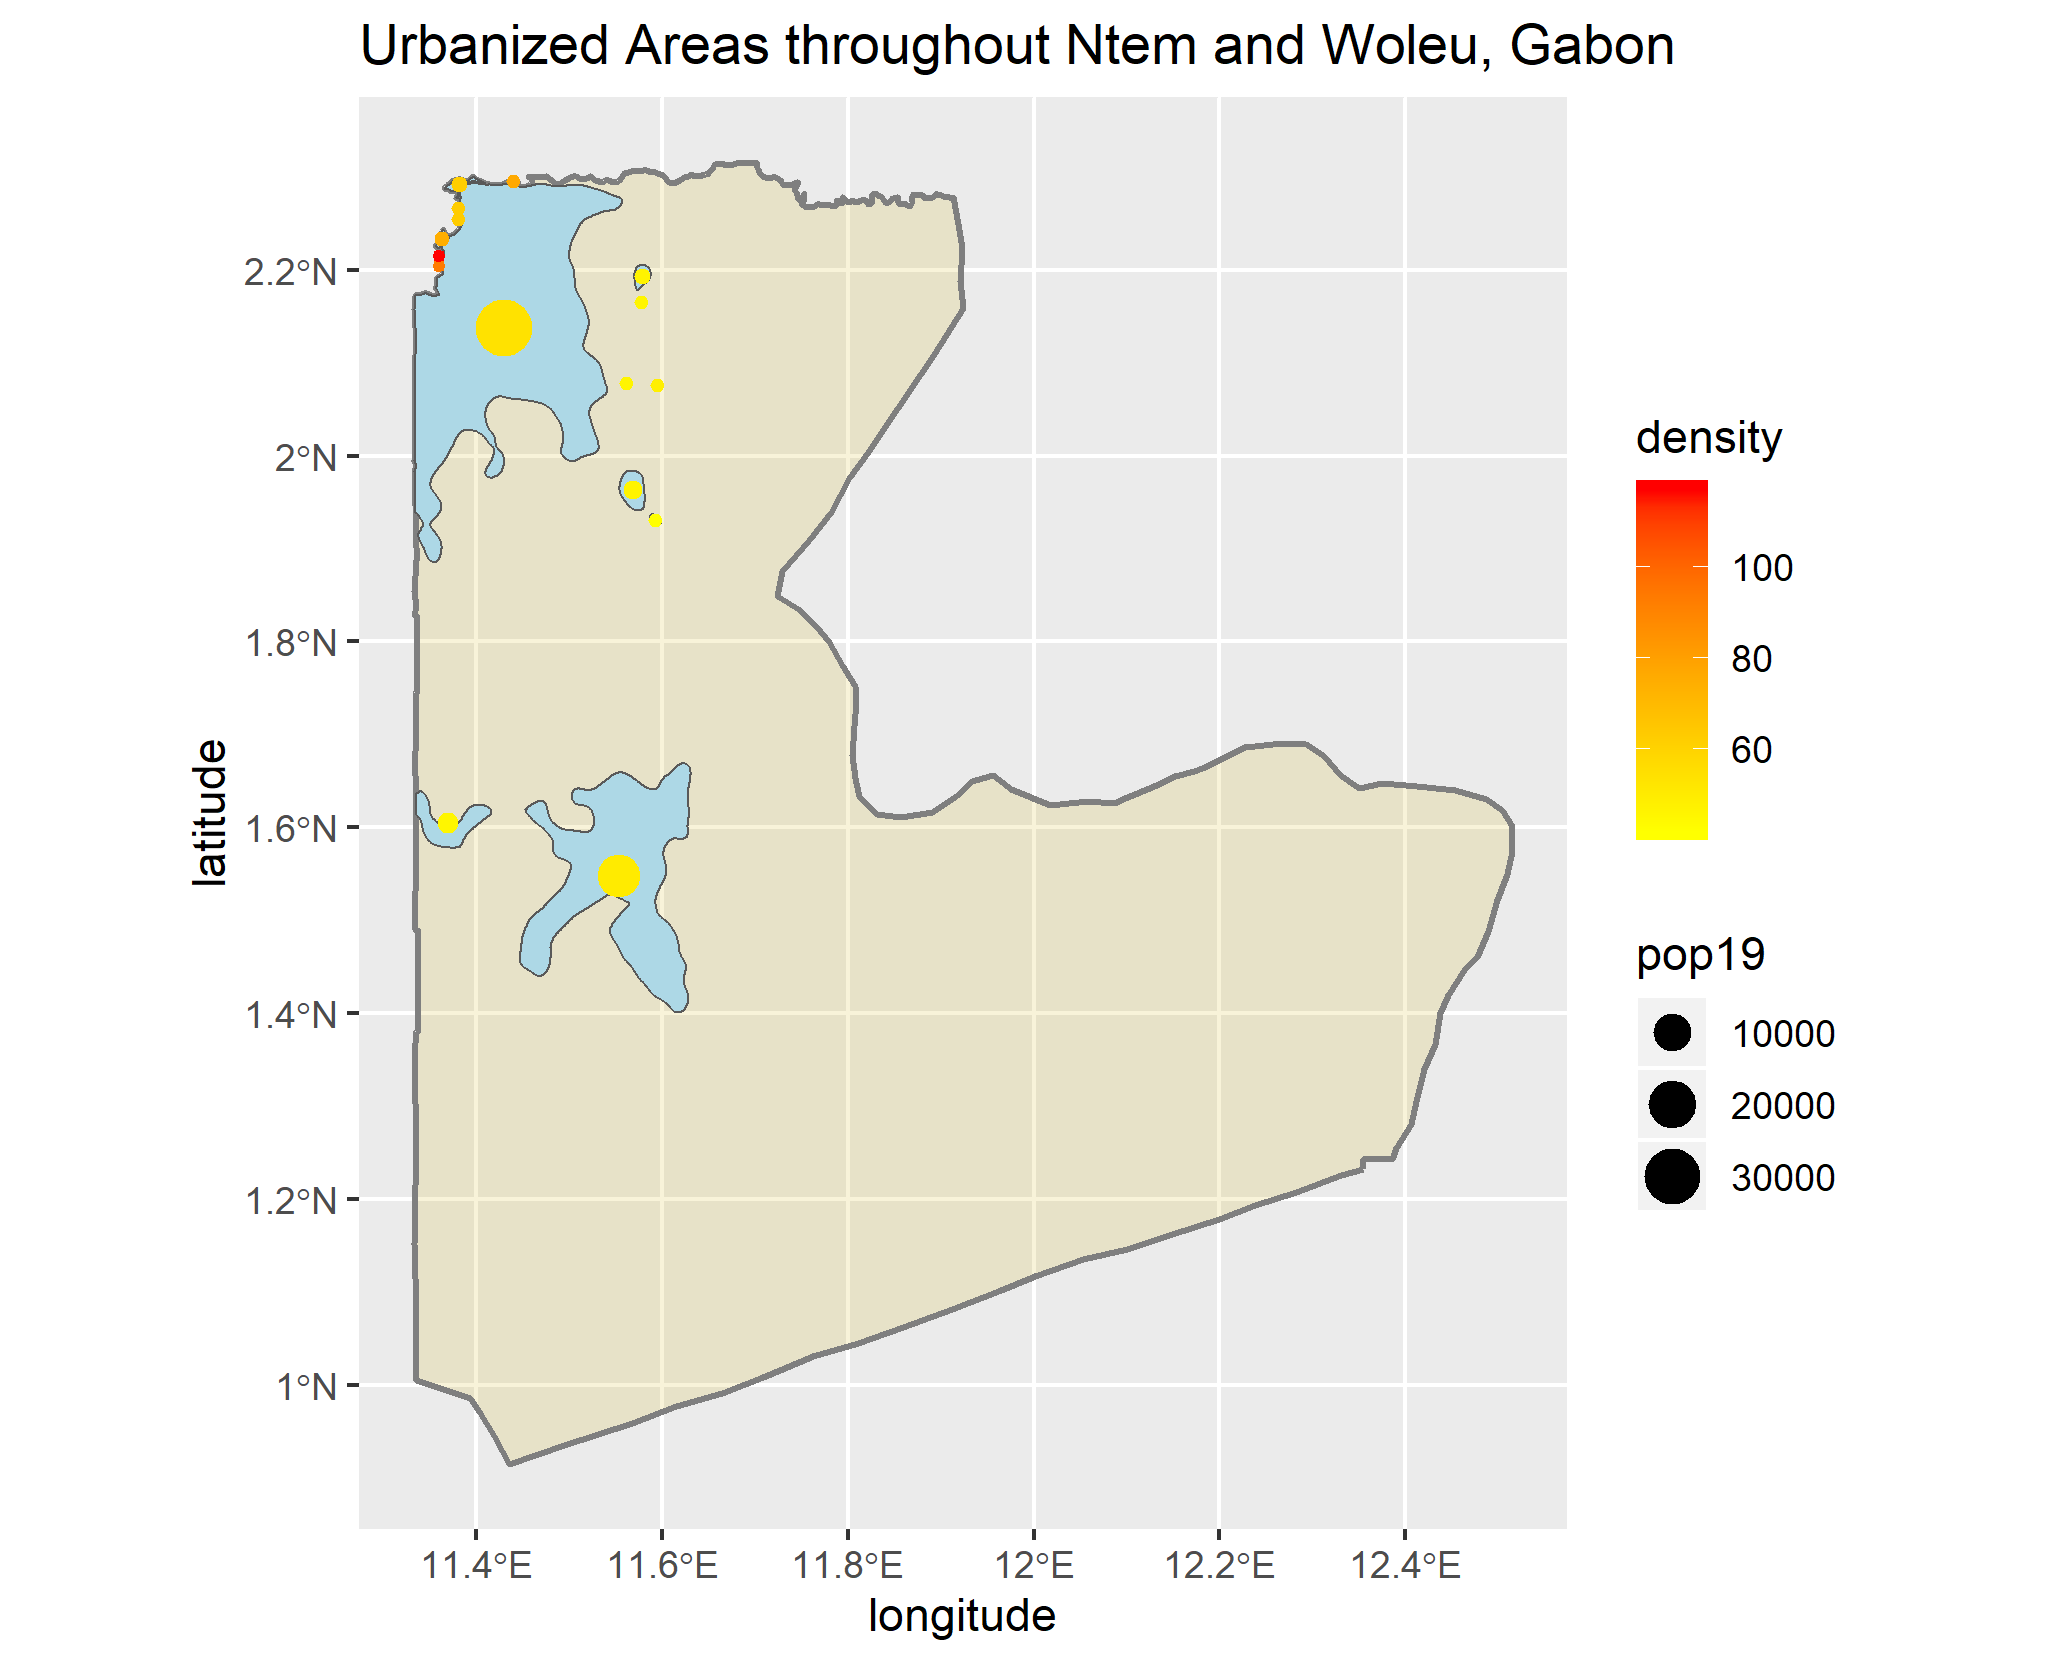 Urbanized Areas throughout Ntem and Woleu, Gabon
2.2°N
2°N
1.8°N
1.6°N
1.4°N
1.2°N
1°N
latitude
11.4°E
11.6°E
11.8°E
12°E
12.2°E
12.4°E
longitude
density
100
80
60
pop19
10000
20000
30000